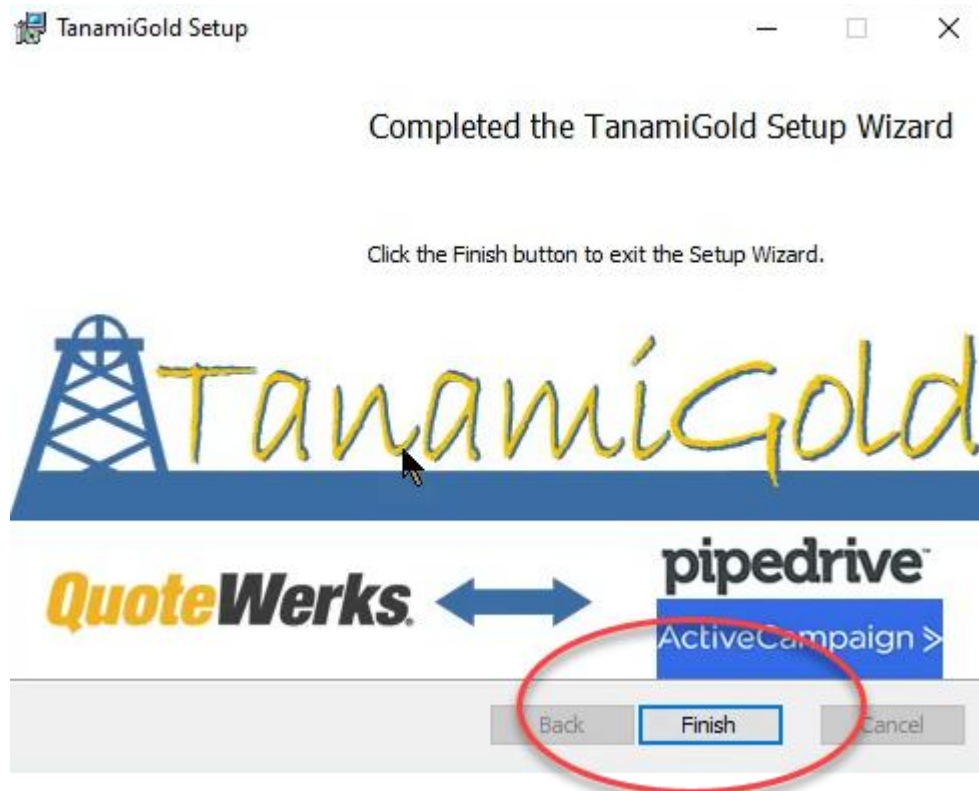 TanamiGold Setup
Completed the TanamiGold Setup Wizard
Click the Finish button to exit the Setup Wizard.
TanamiGold
QuoteWerks
pipedrive™
ActiveCampaign >
Back Finish Cancel